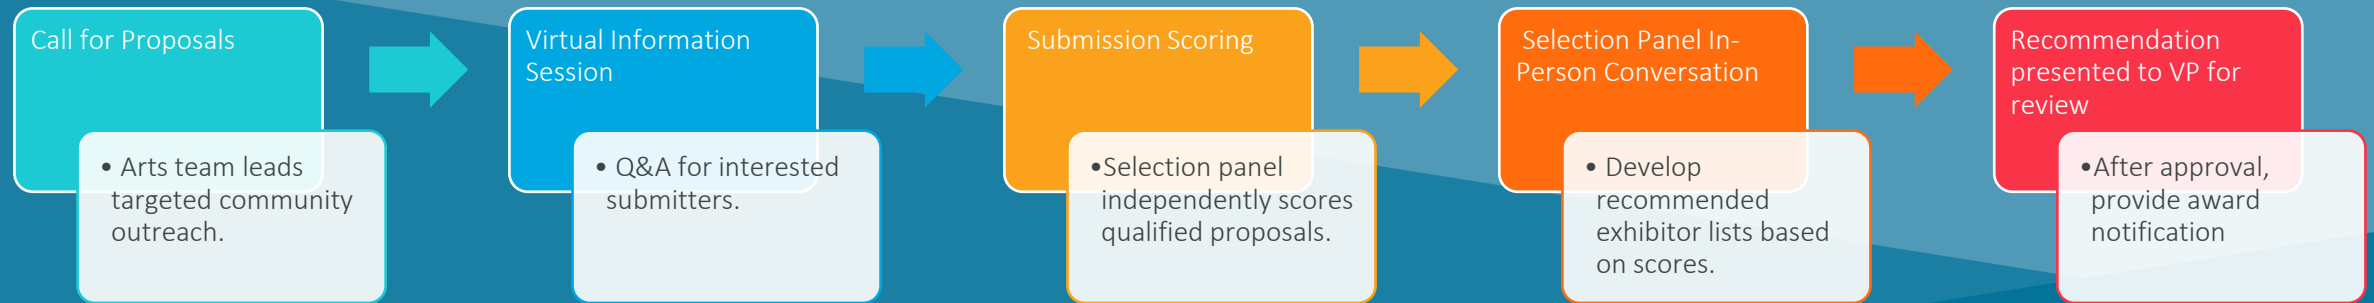 Call for Proposals
• Arts team leads
targeted community
outreach.
Virtual Information
Session
• Q&A for interested
submitters.
Submission Scoring
•Selection panel
independently scores
qualified proposals.
Selection Panel In-
Person Conversation
• Develop
recommended
exhibitor lists based
on scores.
Recommendation
presented to VP for
review
•After approval,
provide award
notification